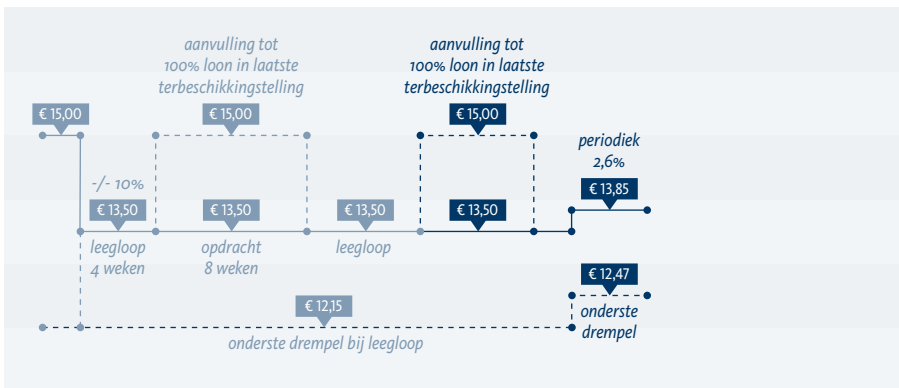 aanvulling tot
100% loon in laatste
terbeschikkingstelling
aanvulling tot
100% loon in laatste
terbeschikkingstelling
€ 15,00
€ 15,00
€ 15,00
periodiek
2,6%
-/- 10%
€ 13,85
€ 13,50
€ 13,50
€ 13,50
€ 13,50
leegloop
4 weken
opdracht
8 weken
leegloop
€ 12,47
€ 12,15
onderste
drempel
onderste drempel bij leegloop